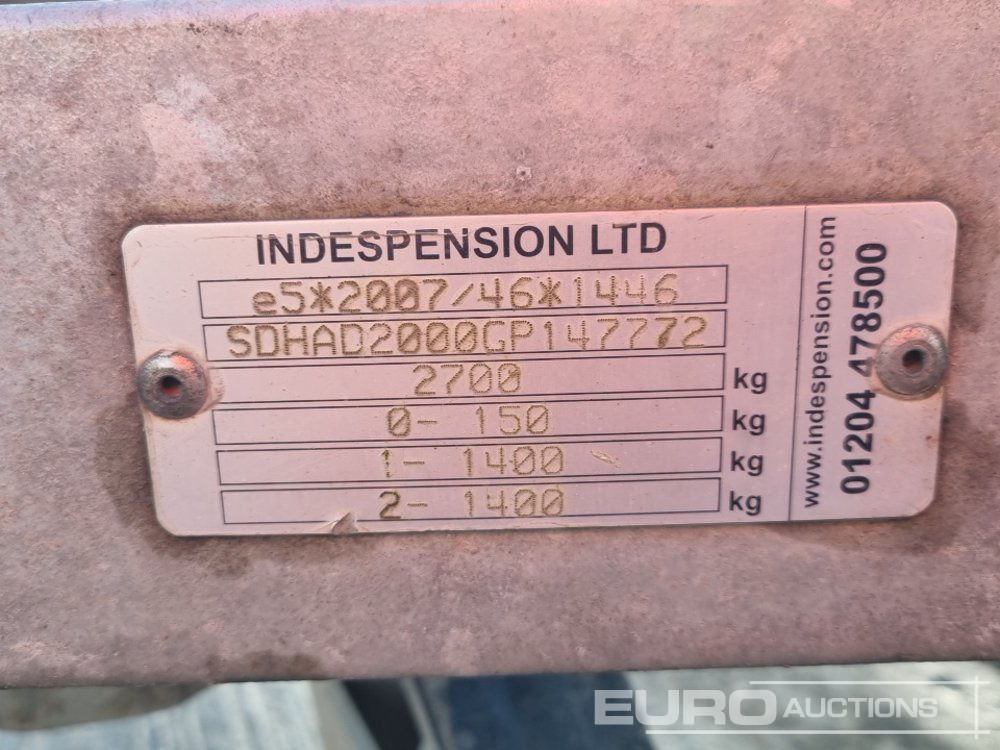 INDESPENSION LTD
e5*2007/46*1446
SDHAD2000GP147772
2700 kg
0- 150 kg
1- 1400 kg
2- 1400 kg
www.indespension.com
01204 478500
EURO AUCTIONS